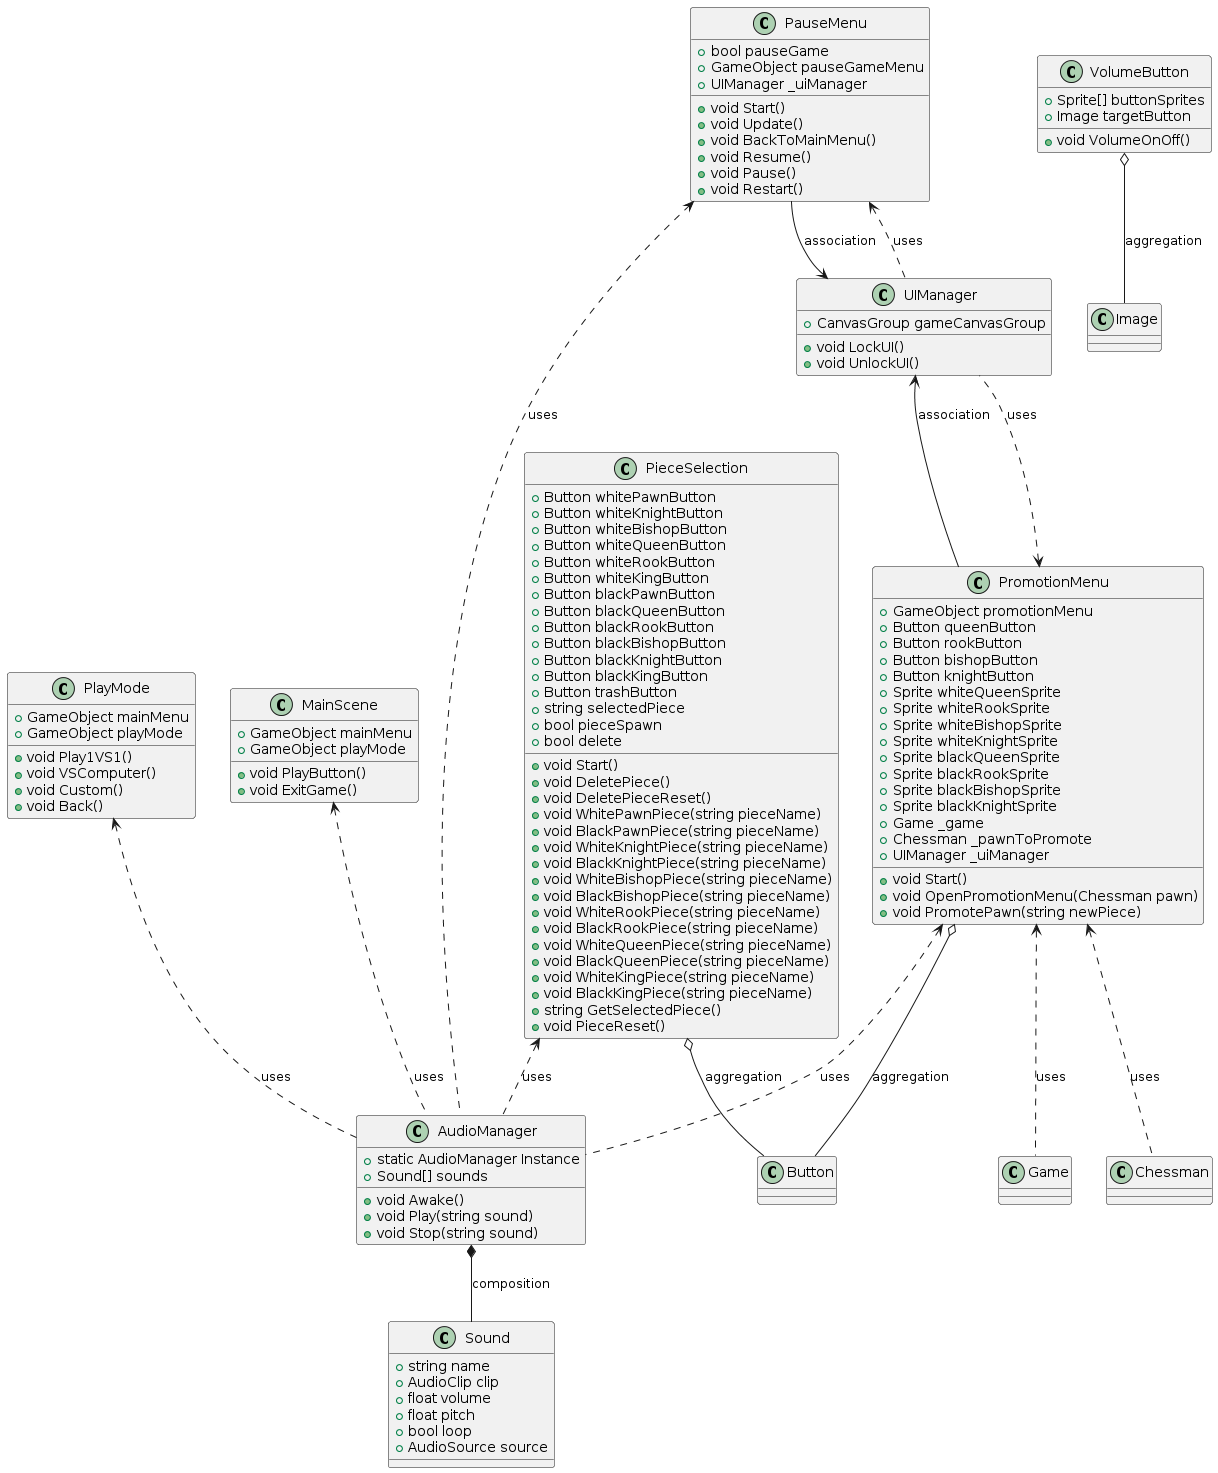 C PauseMenu
bool pauseGame
GameObject pauseGameMenu
UIManager _uiManager
void Start()
void Update()
void BackToMainMenu()
void Resume()
void Pause()
void Restart()
C VolumeButton
Sprite[] buttonSprites
Image targetButton
void VolumeOnOff()
association
uses
aggregation
C UIManager
CanvasGroup gameCanvasGroup
void LockUI()
void UnlockUI()
C Image
uses
association
uses
C PieceSelection
Button whitePawnButton
Button whiteKnightButton
Button whiteBishopButton
Button whiteQueenButton
Button whiteRookButton
Button whiteKingButton
Button blackPawnButton
Button blackQueenButton
Button blackRookButton
Button blackBishopButton
Button blackKnightButton
Button blackKingButton
Button trashButton
string selectedPiece
bool pieceSpawn
bool delete
void Start()
void DeletePiece()
void DeletePieceReset()
void WhitePawnPiece(string pieceName)
void BlackPawnPiece(string pieceName)
void WhiteKnightPiece(string pieceName)
void BlackKnightPiece(string pieceName)
void WhiteBishopPiece(string pieceName)
void BlackBishopPiece(string pieceName)
void WhiteRookPiece(string pieceName)
void BlackRookPiece(string pieceName)
void WhiteQueenPiece(string pieceName)
void BlackQueenPiece(string pieceName)
void WhiteKingPiece(string pieceName)
void BlackKingPiece(string pieceName)
string GetSelectedPiece()
void PieceReset()
C PromotionMenu
GameObject promotionMenu
Button queenButton
Button rookButton
Button bishopButton
Button knightButton
Sprite whiteQueenSprite
Sprite whiteRookSprite
Sprite whiteBishopSprite
Sprite whiteKnightSprite
Sprite blackQueenSprite
Sprite blackRookSprite
Sprite blackBishopSprite
Sprite blackKnightSprite
Game _game
Chessman _pawnToPromote
UIManager _uiManager
void Start()
void OpenPromotionMenu(Chessman pawn)
void PromotePawn(string newPiece)
C PlayMode
GameObject mainMenu
GameObject playMode
void Play1VS1()
void VSComputer()
void Custom()
void Back()
C MainScene
GameObject mainMenu
GameObject playMode
void PlayButton()
void ExitGame()
uses
uses
uses
aggregation
uses
aggregation
uses
uses
C AudioManager
static AudioManager Instance
Sound[] sounds
void Awake()
void Play(string sound)
void Stop(string sound)
C Button
C Game
C Chessman
composition
C Sound
string name
AudioClip clip
float volume
float pitch
bool loop
AudioSource source